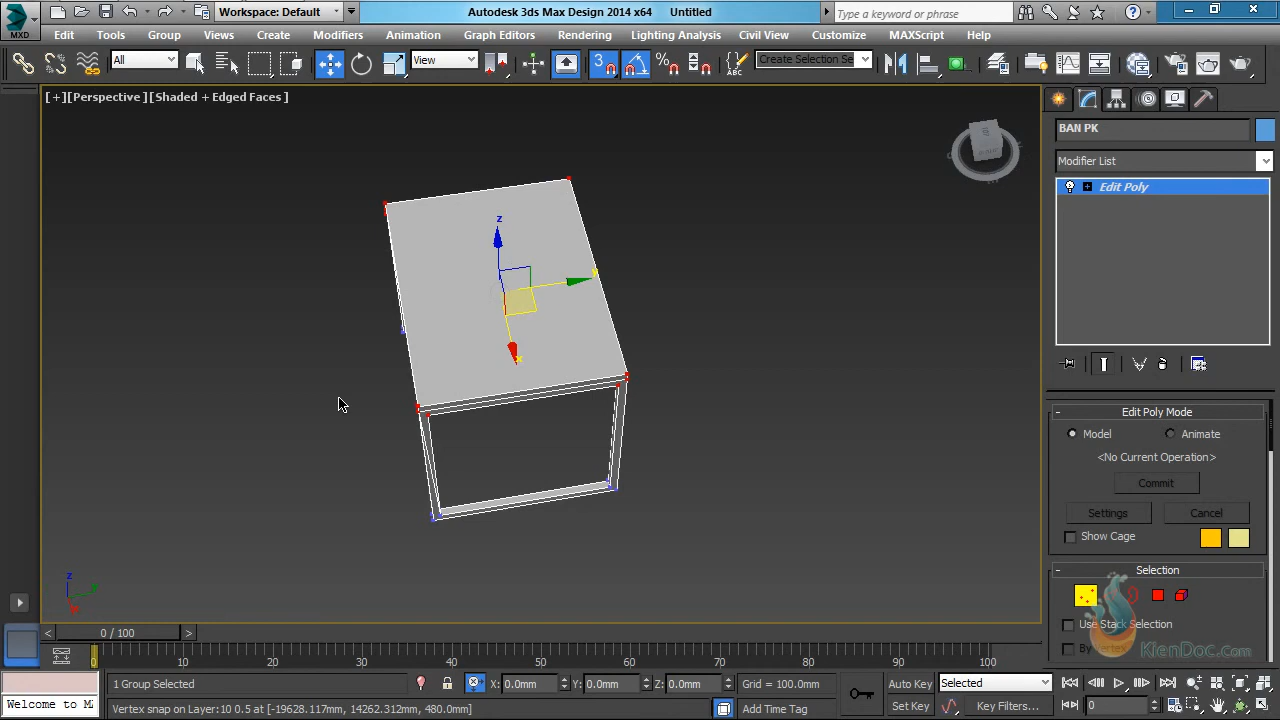 MXD
Workspace: Default
Autodesk 3ds Max Design 2014 x64 Untitled
Type a keyword or phrase
Edit Tools Group Views Create Modifiers Animation Graph Editors Rendering Lighting Analysis Civil View Customize MAXScript Help
All View 3 Create Selection Se
[+][Perspective][Shaded + Edged Faces]
BAN PK
Modifier List
Edit Poly
z
x
z
Edit Poly Mode
Model Animate
<No Current Operation>
Commit
Settings Cancel
Show Cage
Selection
Use Stack Selection
By Vertex
KienDoc.com
0 / 100
0 10 20 30 40 50 60 70 80 90 100
1 Group Selected X: 0.0mm Y: 0.0mm Z: 0.0mm Grid = 100.0mm Auto Key Selected
Welcome to M Vertex snap on Layer:10 0.5 at [-19628.117mm, 14262.312mm, 480.0mm] Add Time Tag Set Key Key Filters... 0